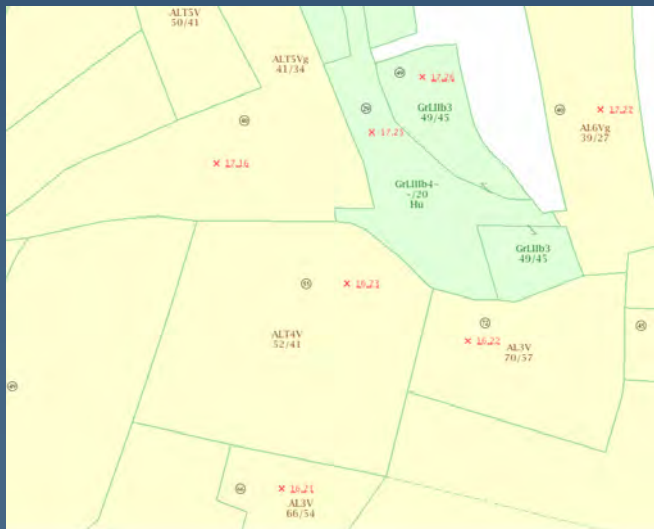 ALT5V
50/41
ALT5Vg
41/34
17.26
GrLIIb3
49/45
17.22
AL6Vg
39/27
17.23
17.16
GrLIIIb4-
-/20
Hu
GrLIIb3
49/45
16.23
ALT4V
52/41
16.22
AL3V
70/57
16.21
AL3V
66/54